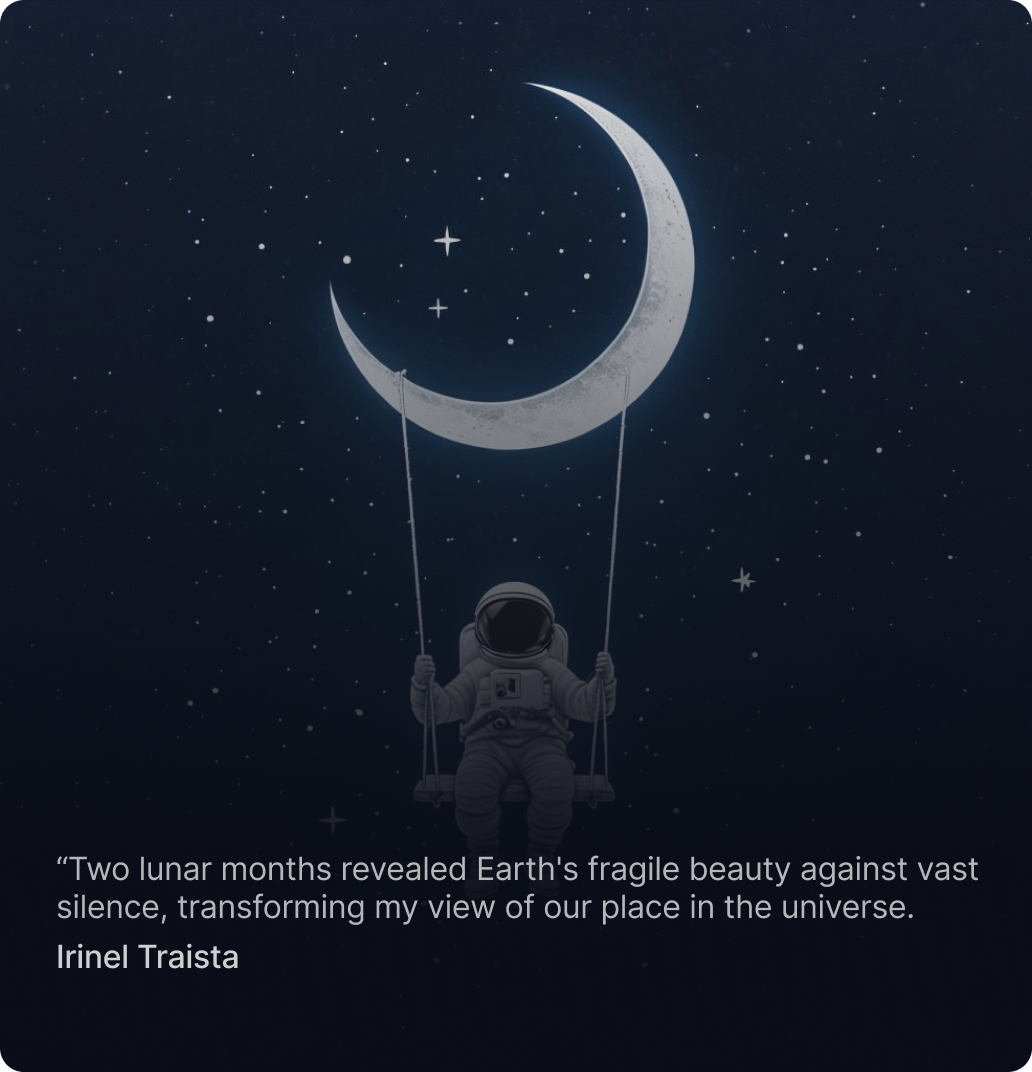 “Two lunar months revealed Earth's fragile beauty against vast
silence, transforming my view of our place in the universe.
Irinel Traista